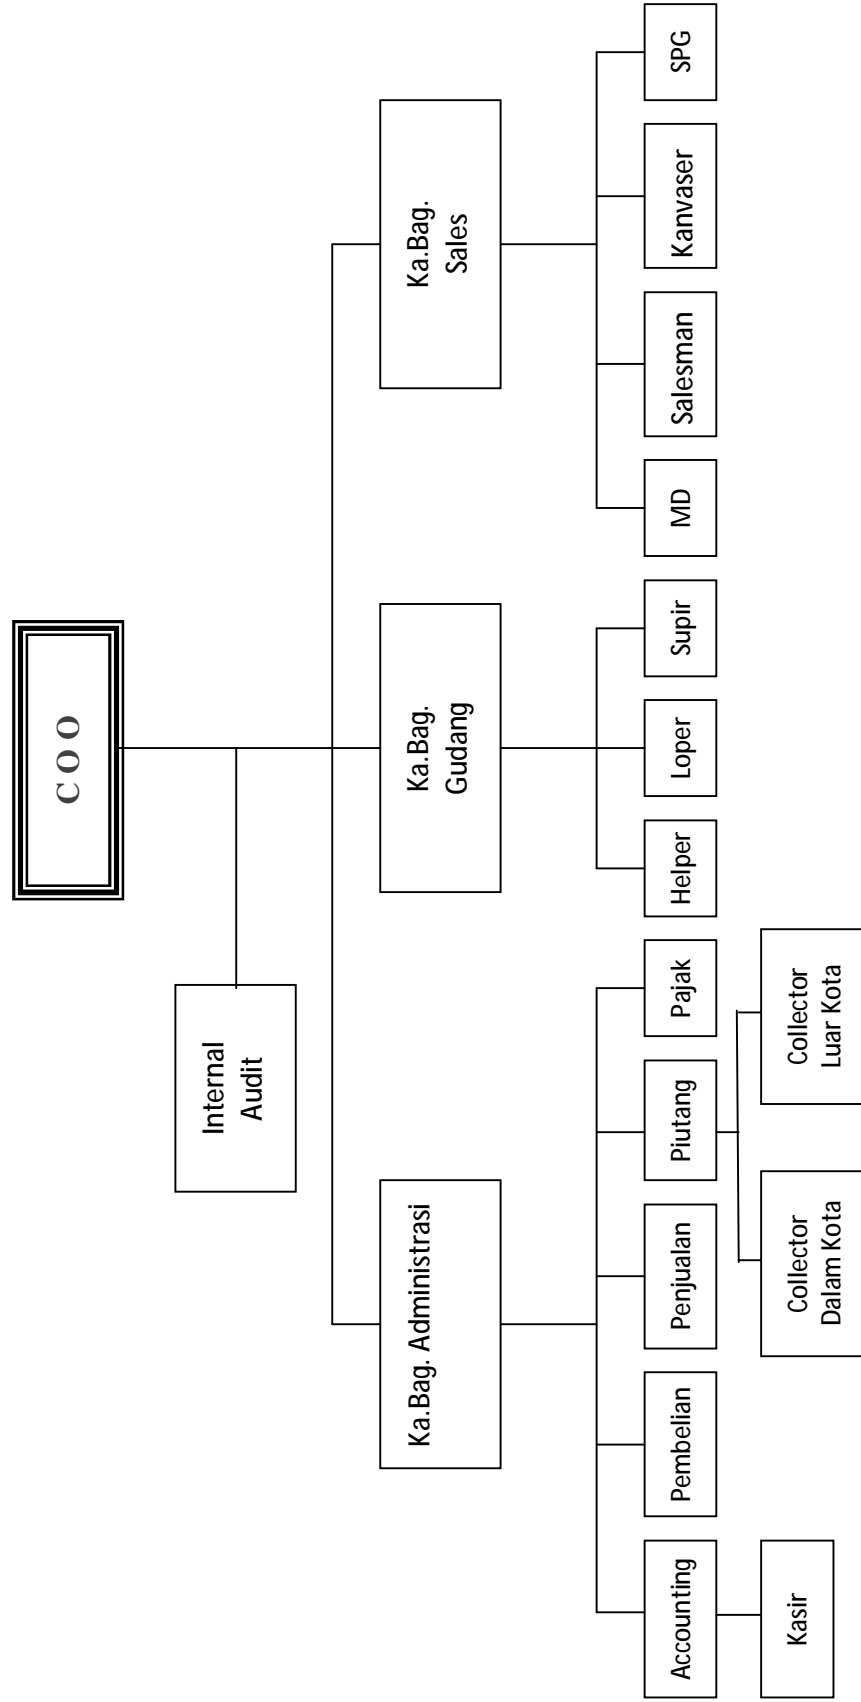 C O O
Internal
Audit
Ka.Bag. Administrasi
Ka.Bag.
Gudang
Ka.Bag.
Sales
Accounting
Pembelian
Penjualan
Piutang
Pajak
Helper
Loper
Supir
MD
Salesman
Kanvaser
SPG
Kasir
Collector
Dalam Kota
Collector
Luar Kota